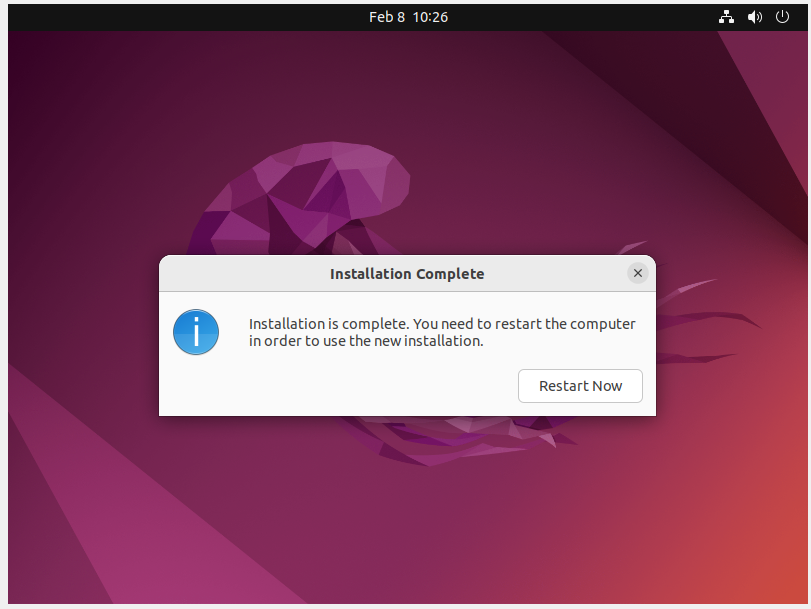 Feb 8 10:26
Installation Complete
Installation is complete. You need to restart the computer
in order to use the new installation.
Restart Now